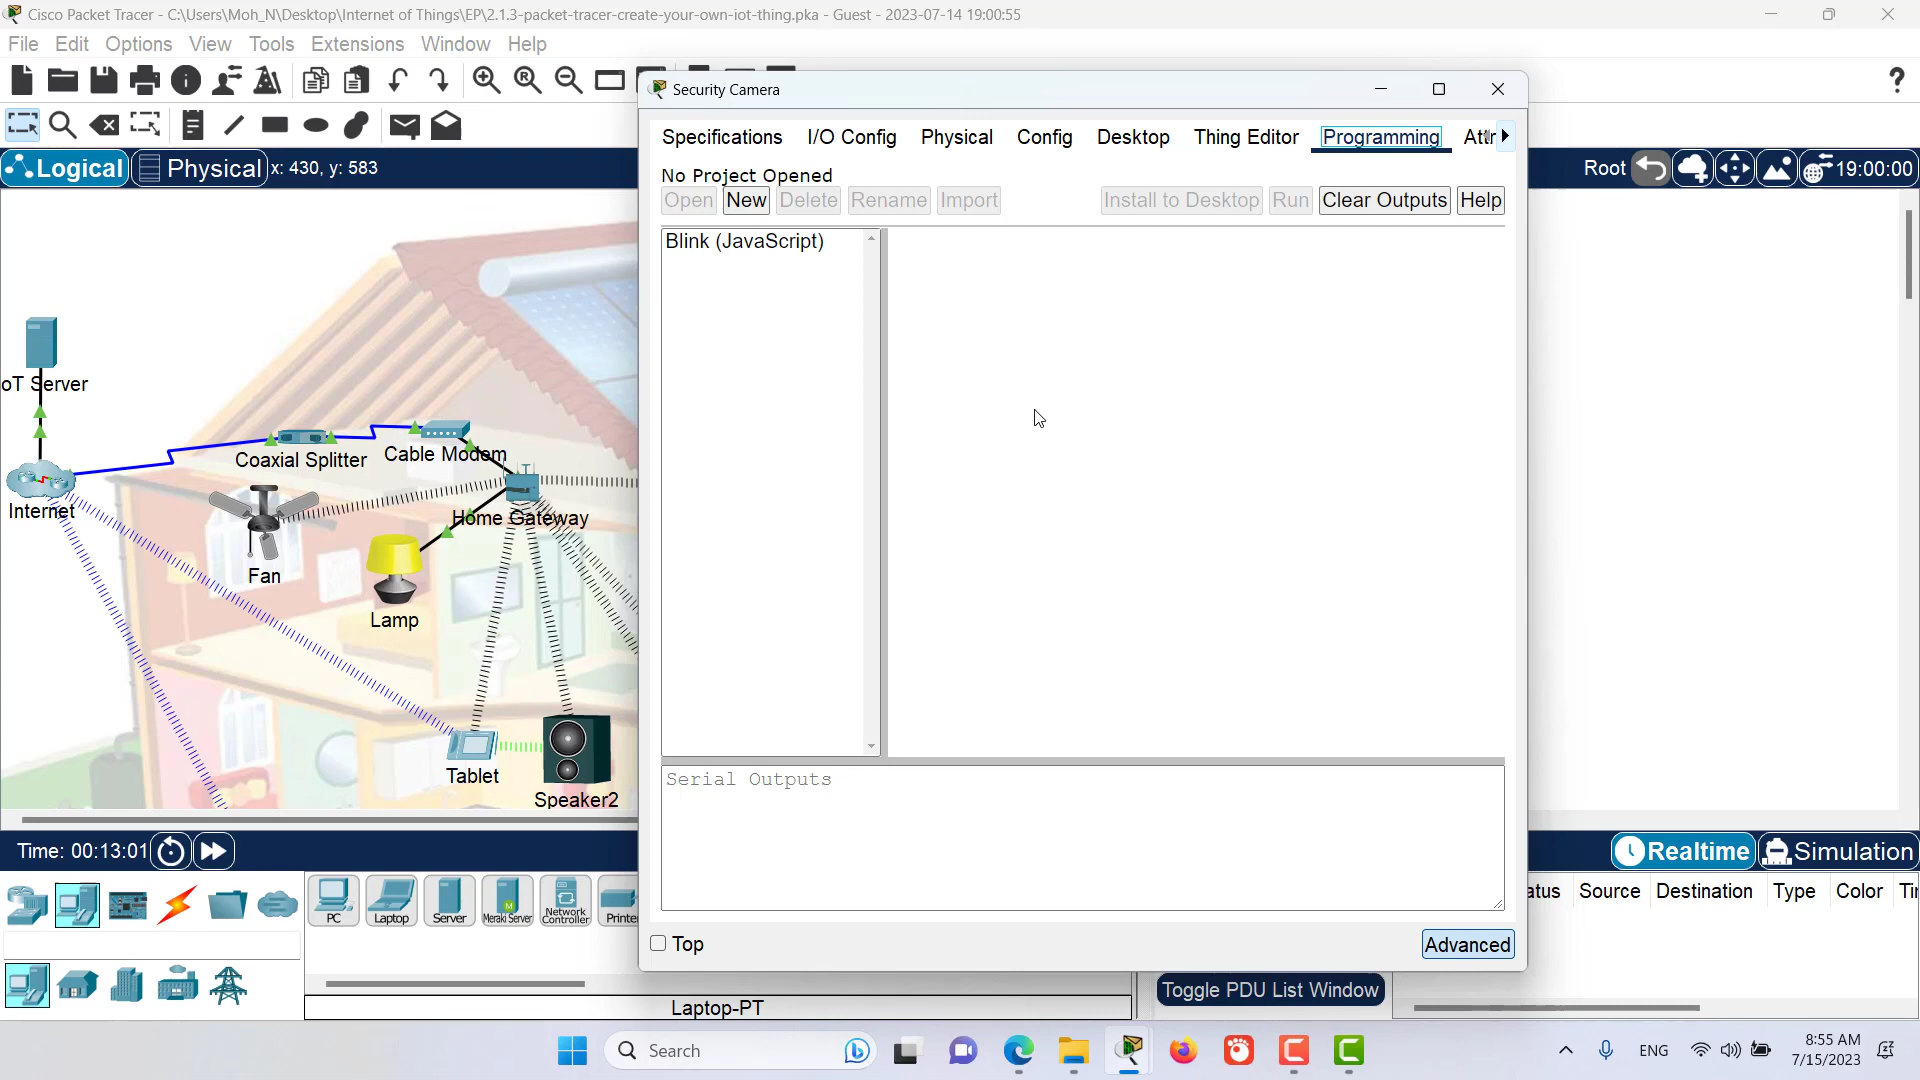 Cisco Packet Tracer - C:\Users\Moh_N\Desktop\Internet of Things\EP\2.1.3-packet-tracer-create-your-own-iot-thing.pka - Guest - 2023-07-14 19:00:55
File Edit Options View Tools Extensions Window Help
Security Camera
Specifications I/O Config Physical Config Desktop Thing Editor Programming Attr
Logical Physical x: 430, y: 583
Root 19:00:00
No Project Opened
Open New Delete Rename Import Install to Desktop Run Clear Outputs Help
Blink (JavaScript)
oT Server
Coaxial Splitter
Cable Modem
Internet
Home Gateway
Fan
Lamp
Tablet
Speaker2
Serial Outputs
Time: 00:13:01
Realtime Simulation
PC
Laptop
Server
Meraki Server
Network Controller
Printe
atus Source Destination Type Color Tir
Top
Advanced
Toggle PDU List Window
Laptop-PT
Search
ENG
8:55 AM
7/15/2023